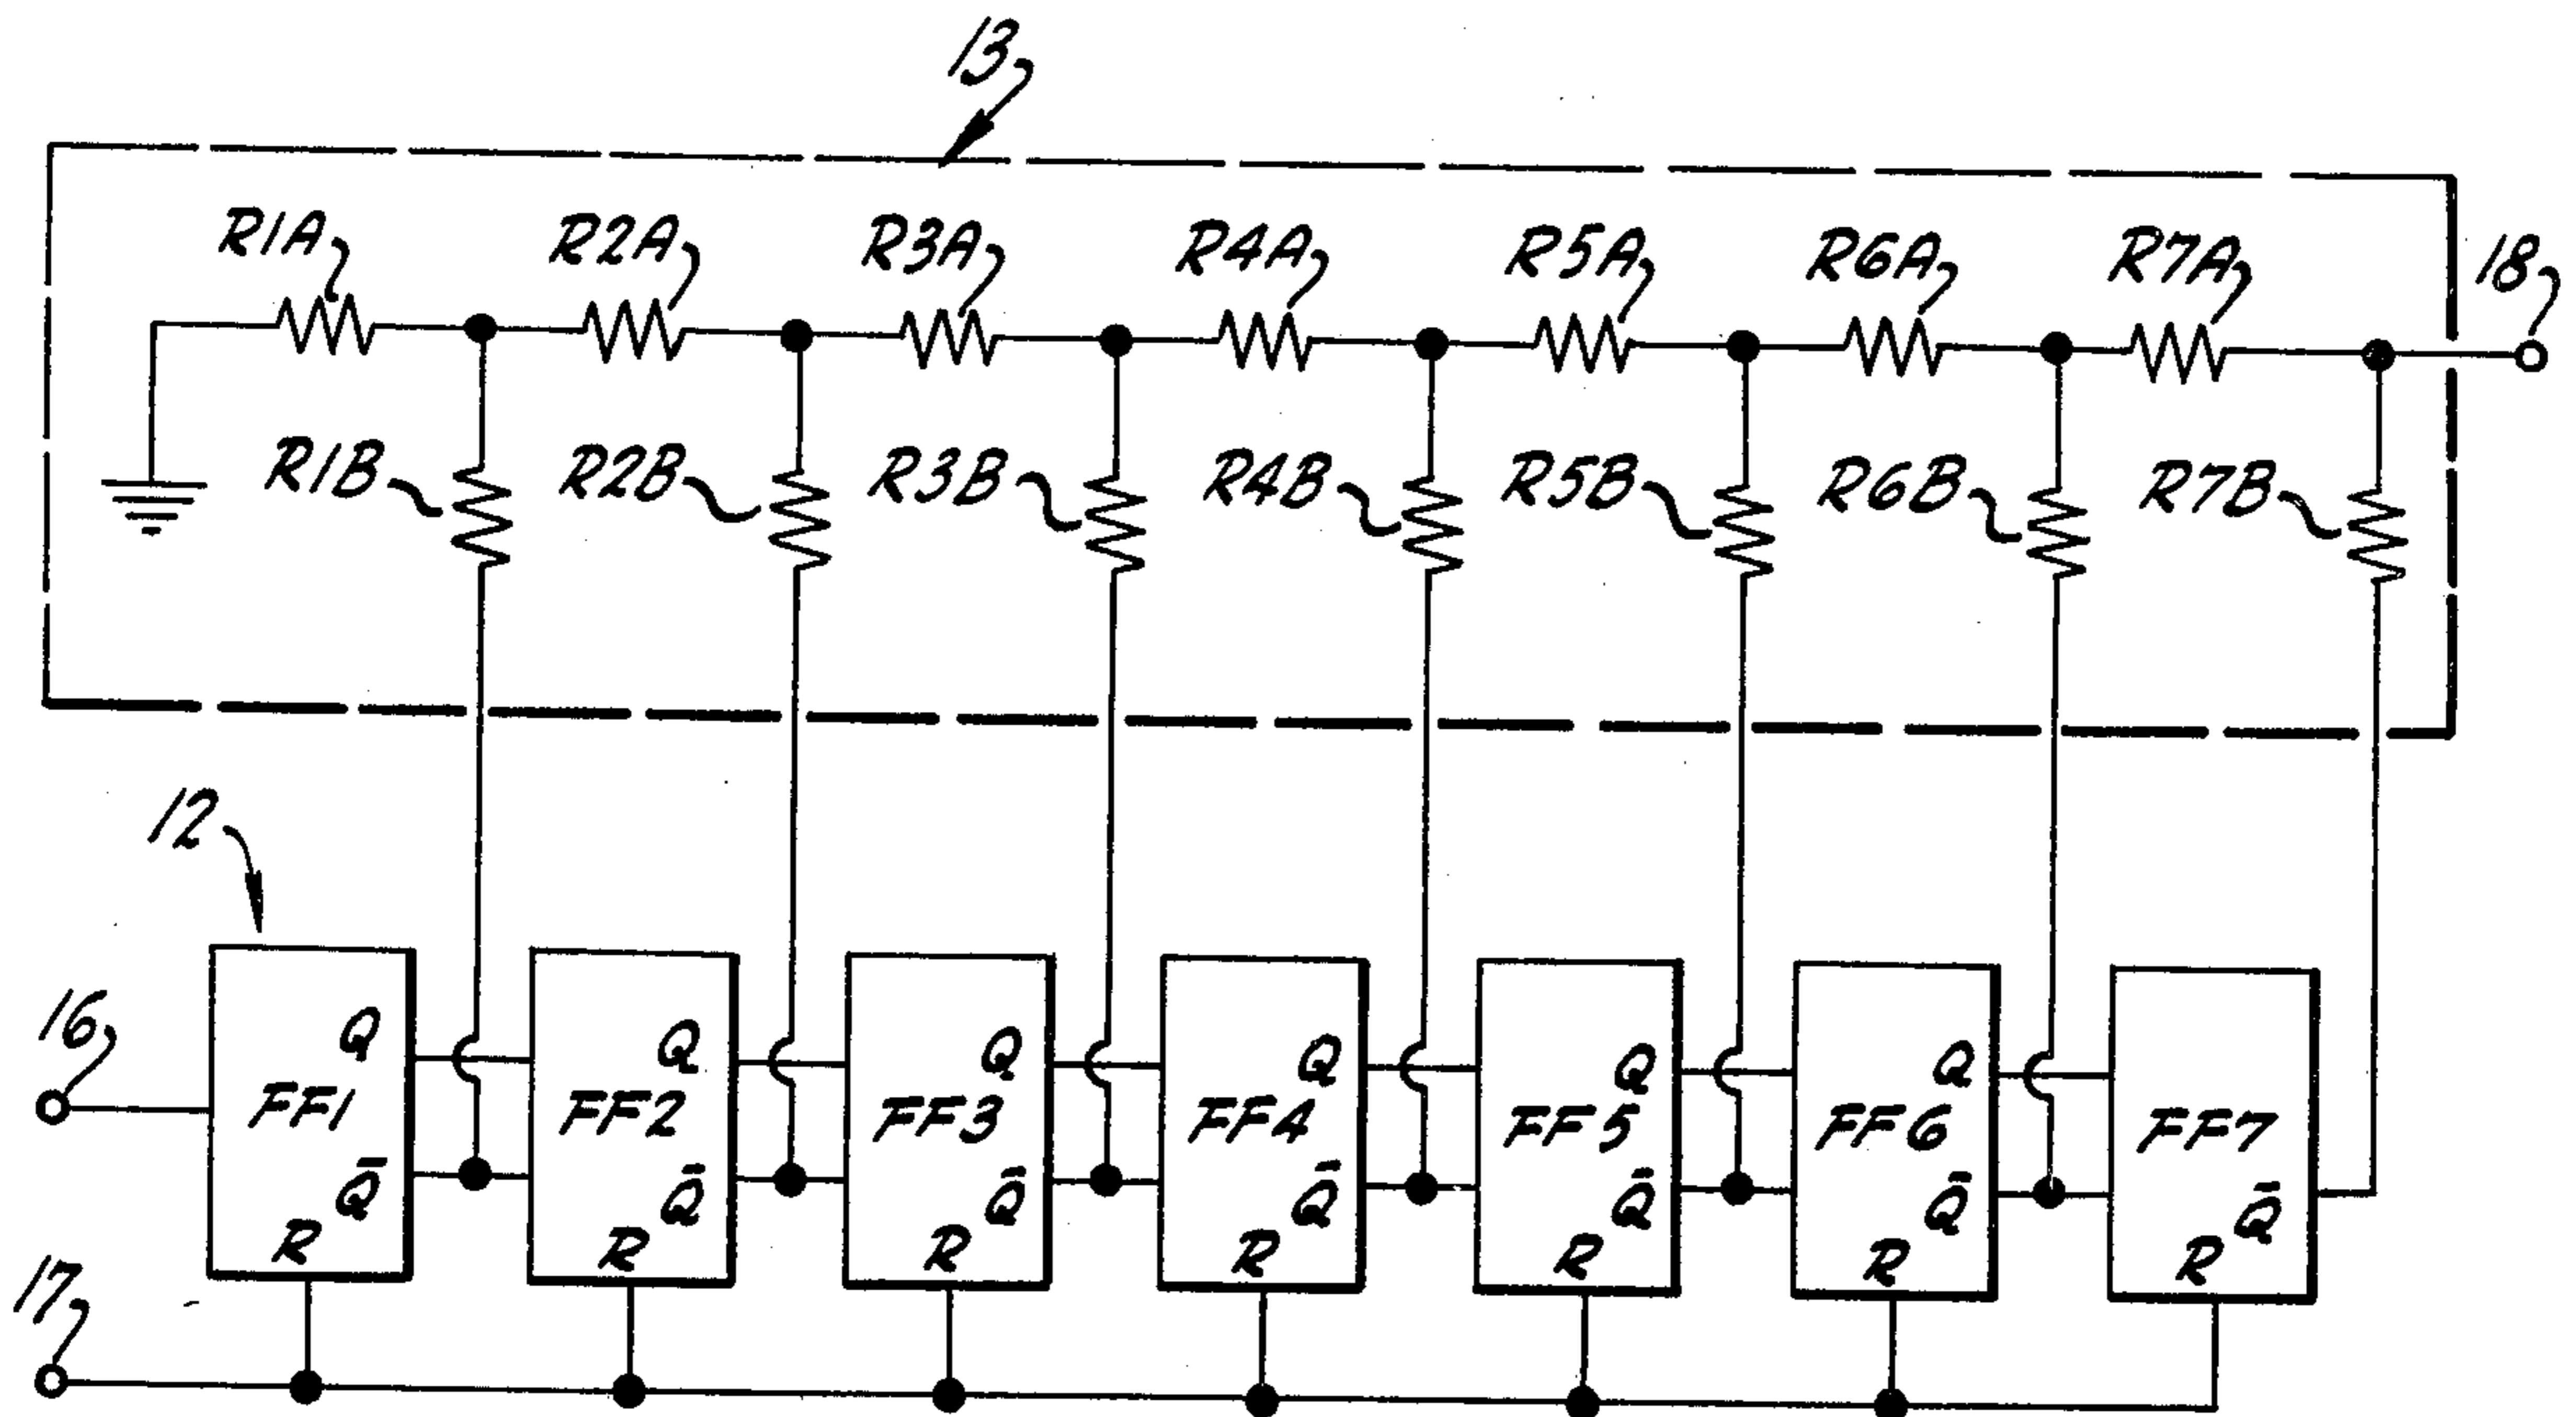 13
R1A R2A R3A R4A R5A R6A R7A 18
R1B R2B R3B R4B R5B R6B R7B
12
16 Q Q Q Q Q Q
FF1 FF2 FF3 FF4 FF5 FF6 FF7
Q̄ Q̄ Q̄ Q̄ Q̄ Q̄ Q̄
R R R R R R R
17